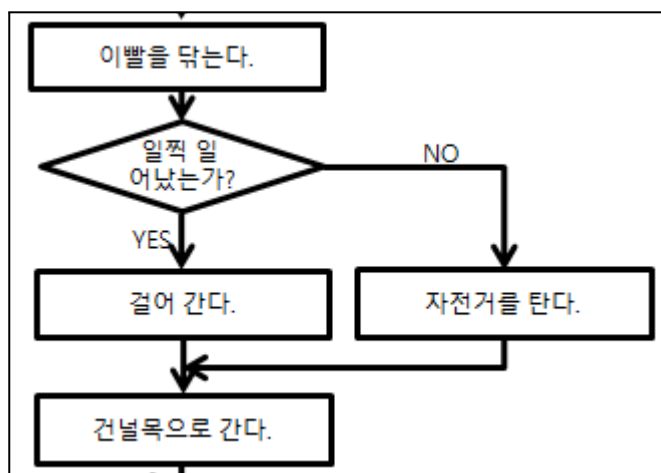 이빨을 닦는다.
일찍 일
어났는가?
NO
YES
걸어 간다.
자전거를 탄다.
건널목으로 간다.